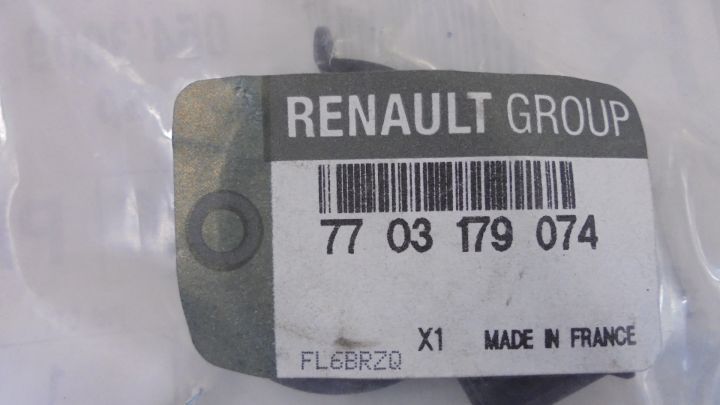 RENAULT GROUP
77 03 179 074
X1 MADE IN FRANCE
FL6BRZQ